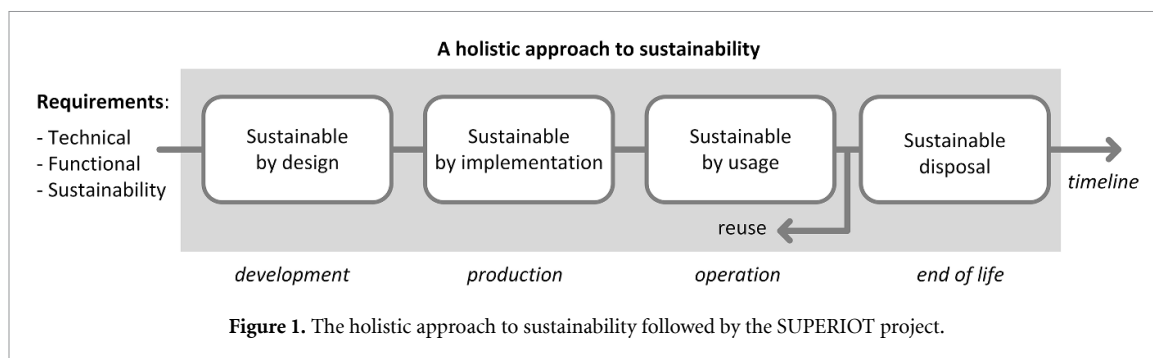 A holistic approach to sustainability
Requirements:
- Technical
- Functional
- Sustainability
Sustainable
by design
Sustainable
by implementation
Sustainable
by usage
Sustainable
disposal
timeline
reuse
development
production
operation
end of life
Figure 1. The holistic approach to sustainability followed by the SUPERIOT project.